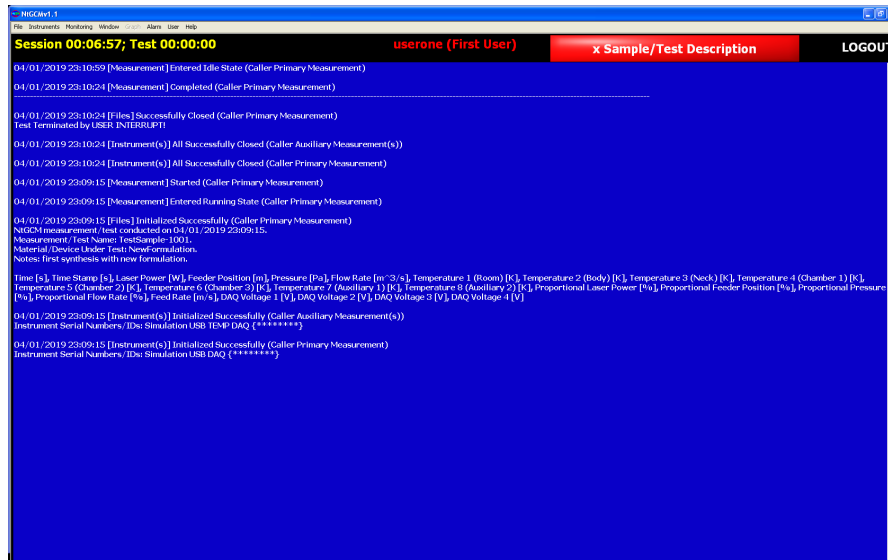 NtGCMv1.1
File Instruments Monitoring Window Graph Alarm User Help
Session 00:06:57; Test 00:00:00 userone (First User) x Sample/Test Description LOGOUT
04/01/2019 23:10:59 [Measurement] Entered Idle State (Caller Primary Measurement)
04/01/2019 23:10:24 [Measurement] Completed (Caller Primary Measurement)
04/01/2019 23:10:24 [Files] Successfully Closed (Caller Primary Measurement)
Test Terminated by USER INTERRUPT!
04/01/2019 23:10:24 [Instrument(s)] All Successfully Closed (Caller Auxiliary Measurement(s))
04/01/2019 23:10:24 [Instrument(s)] All Successfully Closed (Caller Primary Measurement)
04/01/2019 23:09:15 [Measurement] Started (Caller Primary Measurement)
04/01/2019 23:09:15 [Measurement] Entered Running State (Caller Primary Measurement)
04/01/2019 23:09:15 [Files] Initialized Successfully (Caller Primary Measurement)
NtGCM measurement/test conducted on 04/01/2019 23:09:15.
Measurement/Test Name: TestSample-1001.
Material/Device Under Test: NewFormulation.
Notes: first synthesis with new formulation.
Time [s], Time Stamp [s], Laser Power [W], Feeder Position [m], Pressure [Pa], Flow Rate [m^3/s], Temperature 1 (Room) [K], Temperature 2 (Body) [K], Temperature 3 (Neck) [K], Temperature 4 (Chamber 1) [K],
Temperature 5 (Chamber 2) [K], Temperature 6 (Chamber 3) [K], Temperature 7 (Auxiliary 1) [K], Temperature 8 (Auxiliary 2) [K], Proportional Laser Power [%], Proportional Feeder Position [%], Proportional Pressure
[%], Proportional Flow Rate [%], Feed Rate [m/s], DAQ Voltage 1 [V], DAQ Voltage 2 [V], DAQ Voltage 3 [V], DAQ Voltage 4 [V]
04/01/2019 23:09:15 [Instrument(s)] Initialized Successfully (Caller Auxiliary Measurement(s))
Instrument Serial Numbers/IDs: Simulation USB TEMP DAQ {********}
04/01/2019 23:09:15 [Instrument(s)] Initialized Successfully (Caller Primary Measurement)
Instrument Serial Numbers/IDs: Simulation USB DAQ {********}